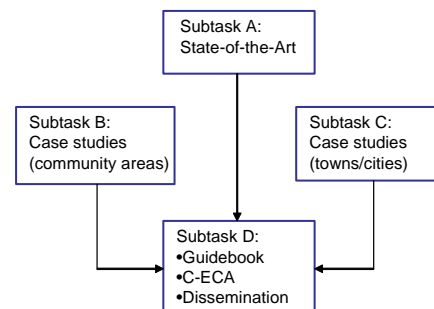 Subtask A:
State-of-the-Art
Subtask B:
Case studies
(community areas)
Subtask C:
Case studies
(towns/cities)
Subtask D:
•Guidebook
•C-ECA
•Dissemination